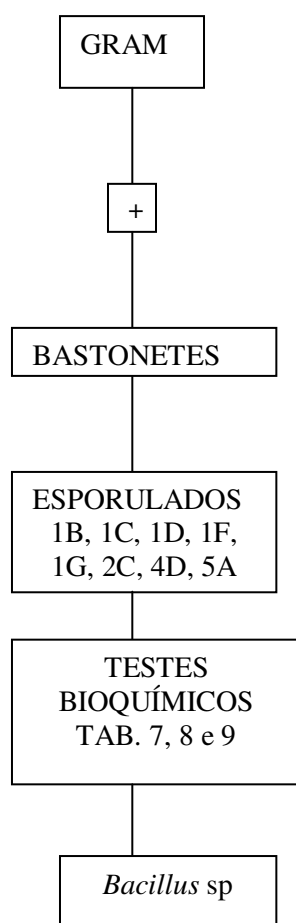 GRAM
+
BASTONETES
ESPORULADOS
1B, 1C, 1D, 1F,
1G, 2C, 4D, 5A
TESTES
BIOQUÍMICOS
TAB. 7, 8 e 9
Bacillus sp